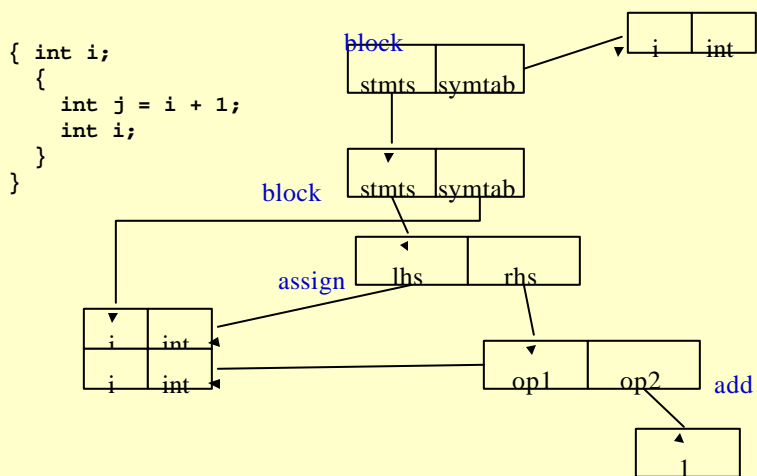 { int i;
{
int j = i + 1;
int i;
}
}
block
stmts symtab
i int
block
stmts symtab
assign
lhs rhs
int
i int
op1 op2
add
1